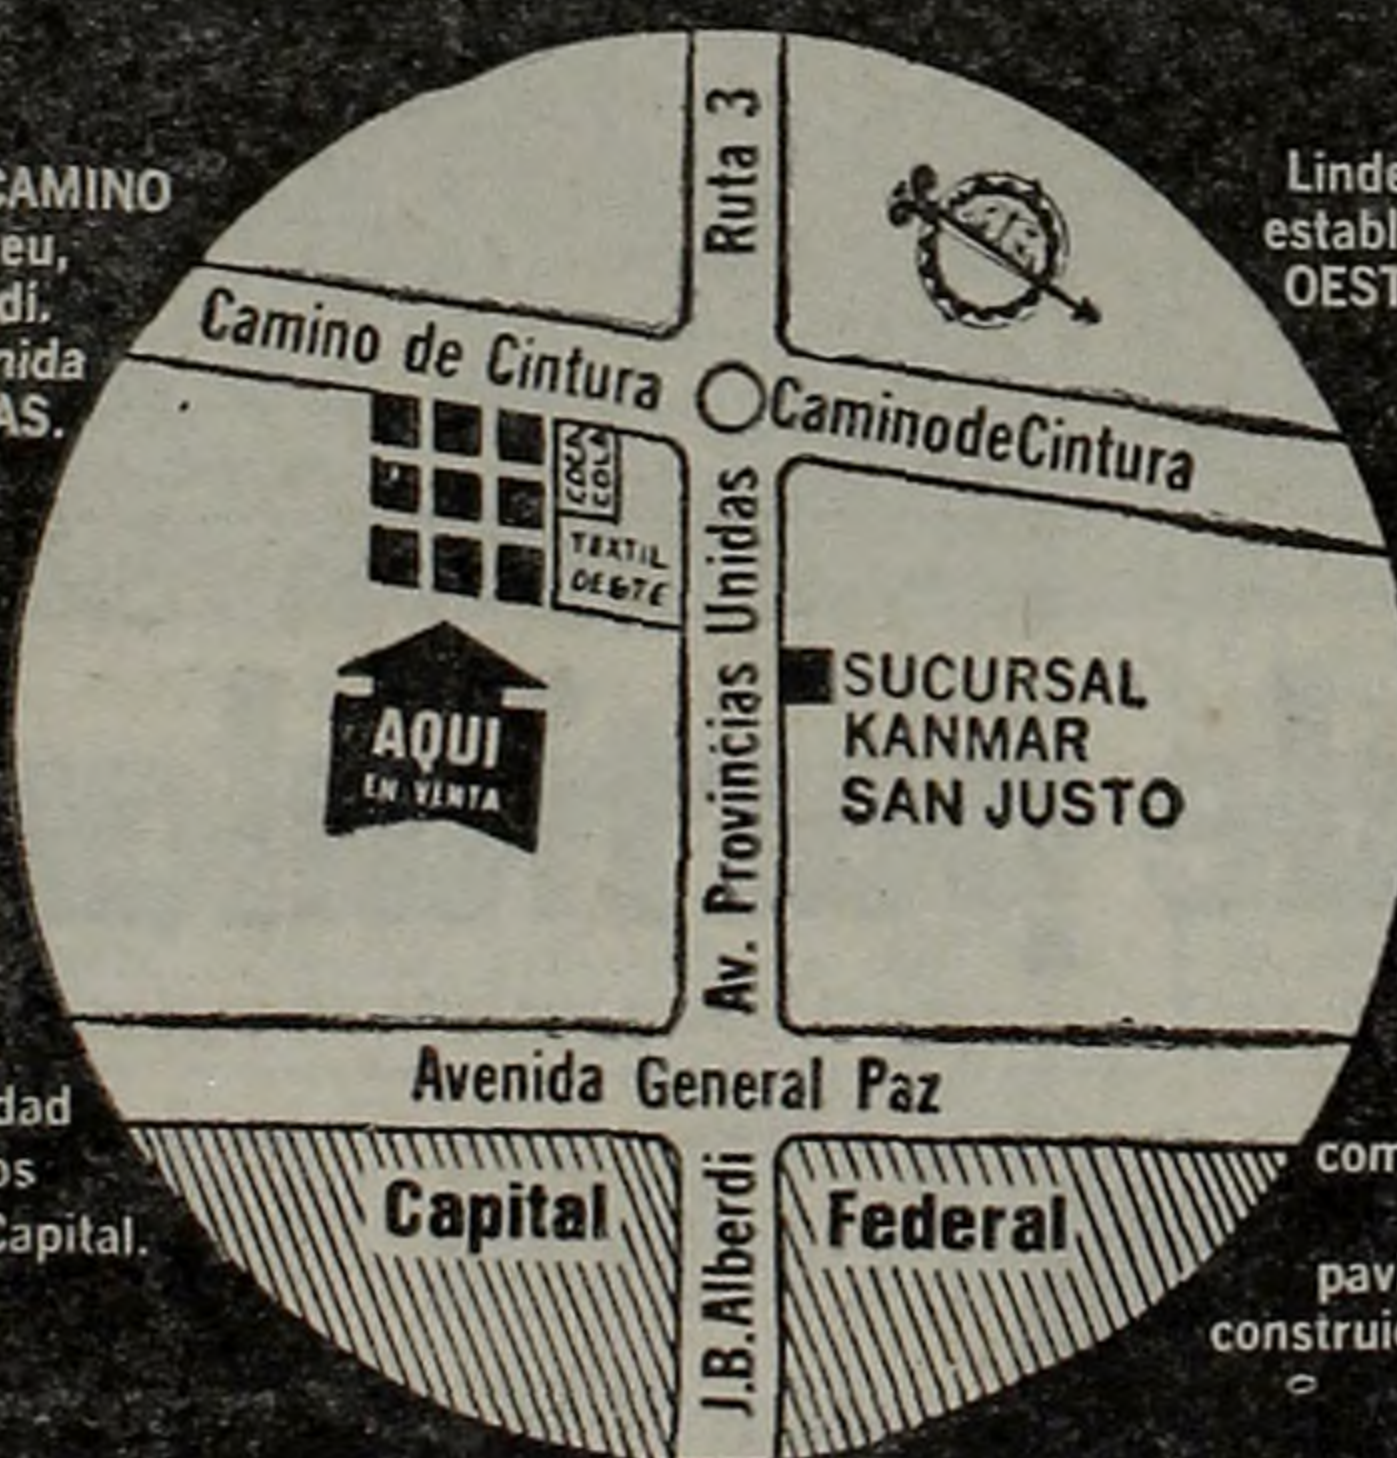 CAMINO
eu,
di.
nida
AS.
Linde
establ
OEST
Ruta 3
Camino de Cintura
CaminodeCintura
COCA
COLA
TEXTIL
OESTE
Av. Provinicias Unidas
AQUI
EN VENTA
SUCURSAL
KANMAR
SAN JUSTO
Avenida General Paz
dad
os
Capital.
Capital
Federal
J.B.Alberdi
com
pav
construi